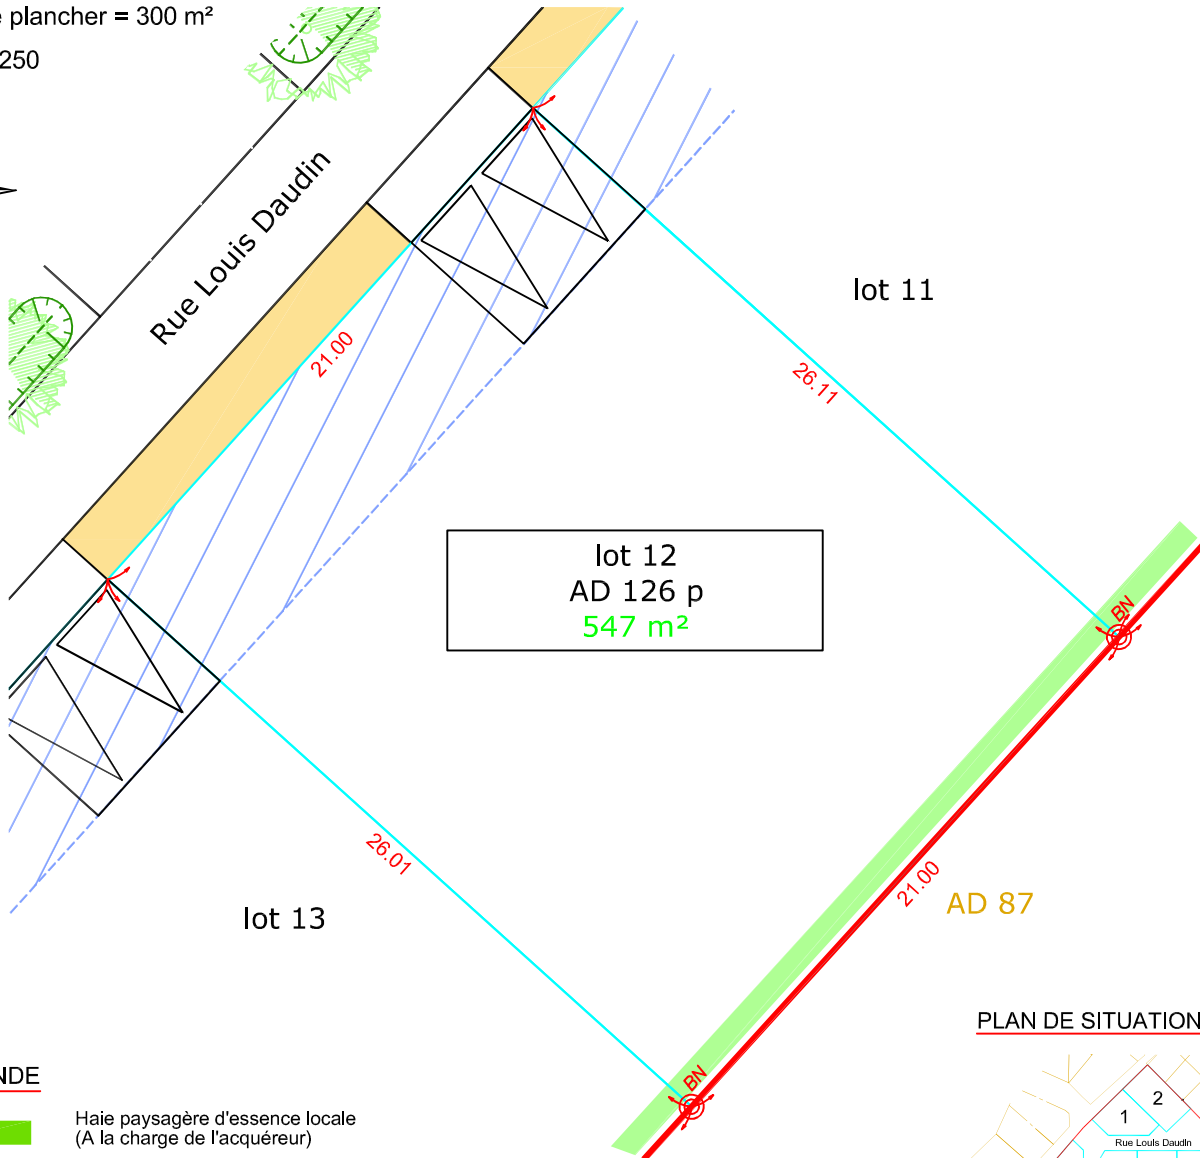 plancher = 300 m²
250
Rue Louis Daudin
21.00
lot 11
26.11
lot 12
AD 126 p
547 m²
BN
26.01
21.00
AD 87
lot 13
BN
PLAN DE SITUATION
NDE
Haie paysagère d'essence locale
(A la charge de l'acquéreur)
1
2
Rue Louis Daudin